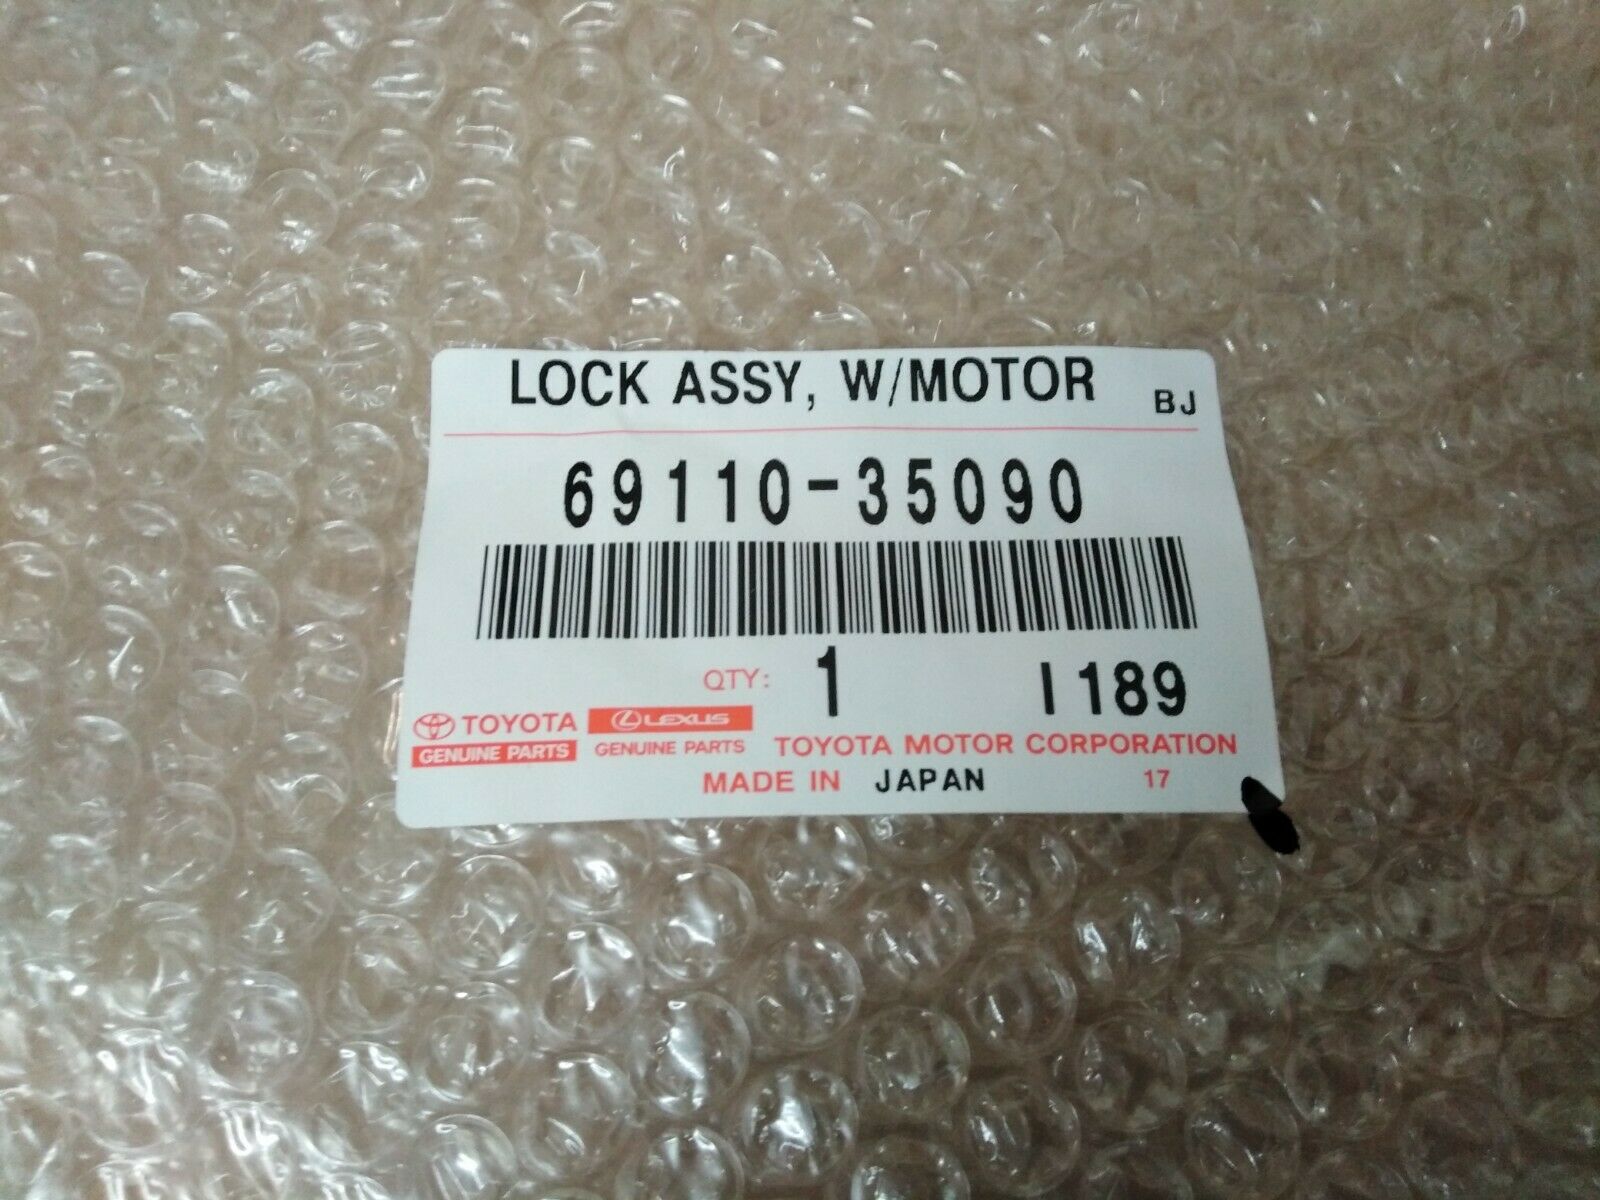 LOCK ASSY, W/MOTOR BJ
69110-35090
QTY: 1 I189
TOYOTA LEXUS
GENUINE PARTS GENUINE PARTS TOYOTA MOTOR CORPORATION
MADE IN JAPAN 17